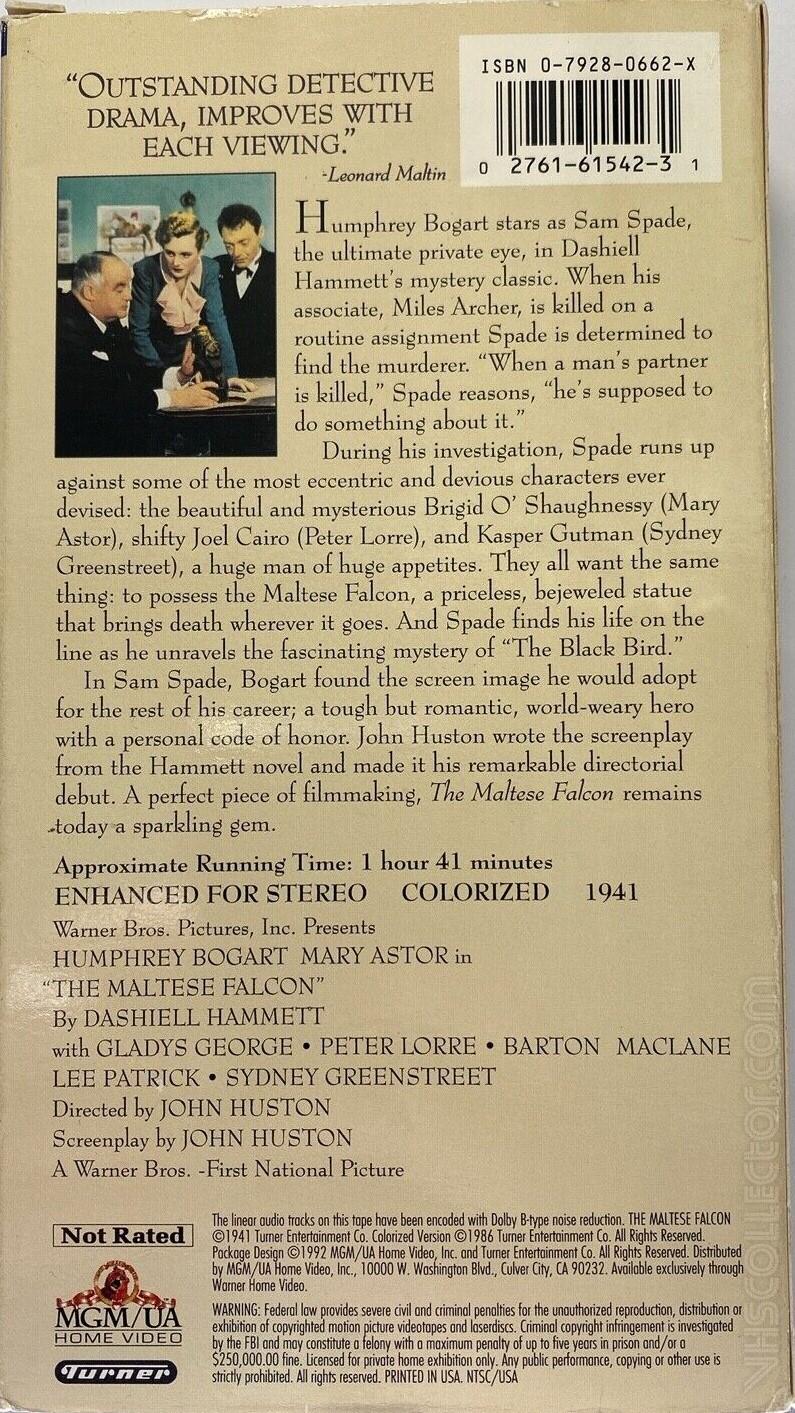 “OUTSTANDING DETECTIVE
DRAMA, IMPROVES WITH
EACH VIEWING.”
-Leonard Maltin
ISBN 0-7928-0662-X
0 2761-61542-3 1
Humphrey Bogart stars as Sam Spade,
the ultimate private eye, in Dashiell
Hammett's mystery classic. When his
associate, Miles Archer, is killed on a
routine assignment Spade is determined to
find the murderer. “When a man's partner
is killed,” Spade reasons, “he's supposed to
do something about it.”
During his investigation, Spade runs up
against some of the most eccentric and devious characters ever
devised: the beautiful and mysterious Brigid O' Shaughnessy (Mary
Astor), shifty Joel Cairo (Peter Lorre), and Kasper Gutman (Sydney
Greenstreet), a huge man of huge appetites. They all want the same
thing: to possess the Maltese Falcon, a priceless, bejeweled statue
that brings death wherever it goes. And Spade finds his life on the
line as he unravels the fascinating mystery of “The Black Bird.”
In Sam Spade, Bogart found the screen image he would adopt
for the rest of his career; a tough but romantic, world-weary hero
with a personal code of honor. John Huston wrote the screenplay
from the Hammett novel and made it his remarkable directorial
debut. A perfect piece of filmmaking, The Maltese Falcon remains
today a sparkling gem.
Approximate Running Time: 1 hour 41 minutes
ENHANCED FOR STEREO COLORIZED 1941
Warner Bros. Pictures, Inc. Presents
HUMPHREY BOGART MARY ASTOR in
“THE MALTESE FALCON”
By DASHIELL HAMMETT
with GLADYS GEORGE • PETER LORRE • BARTON MACLANE
LEE PATRICK • SYDNEY GREENSTREET
Directed by JOHN HUSTON
Screenplay by JOHN HUSTON
A Warner Bros. -First National Picture
Not Rated
MGM/UA
HOME VIDEO
Turner
The linear audio tracks on this tape have been encoded with Dolby B-type noise reduction. THE MALTESE FALCON
©1941 Turner Entertainment Co. Colorized Version ©1986 Turner Entertainment Co. All Rights Reserved.
Package Design ©1992 MGM/UA Home Video, Inc. and Turner Entertainment Co. All Rights Reserved. Distributed
by MGM/UA Home Video, Inc., 10000 W. Washington Blvd., Culver City, CA 90232. Available exclusively through
Warner Home Video.
WARNING: Federal law provides severe civil and criminal penalties for the unauthorized reproduction, distribution or
exhibition of copyrighted motion picture videotapes and laserdiscs. Criminal copyright infringement is investigated
by the FBI and may constitute a felony with a maximum penalty of up to five years in prison and/or a
$250,000.00 fine. Licensed for private home exhibition only. Any public performance, copying or other use is
strictly prohibited. All rights reserved. PRINTED IN USA. NTSC/USA
VHSCOLLECTOR.COM